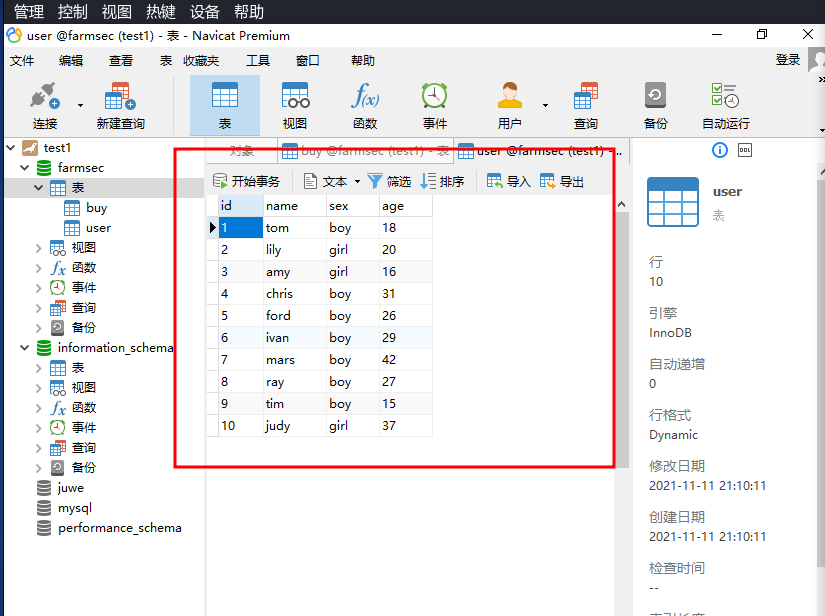 管理 控制 视图 热键 设备 帮助
user @farmsec (test1) - 表 - Navicat Premium
文件 编辑 查看 表 收藏夹 工具 窗口 帮助 登录
连接 新建查询 表 视图 函数 事件 用户 查询 备份 自动运行
对象 buy @farmsec (test1) - 表 user @farmsec (test1) - ...
开始事务 文本 筛选 排序 导入 导出
test1
farmsec
表
buy
user
视图
函数
事件
查询
备份
information_schema
表
视图
函数
事件
查询
备份
juwe
mysql
performance_schema
id name sex age
1 tom boy 18
2 lily girl 20
3 amy girl 16
4 chris boy 31
5 ford boy 26
6 ivan boy 29
7 mars boy 42
8 ray boy 27
9 tim boy 15
10 judy girl 37
DDL
user
表
行
10
引擎
InnoDB
自动递增
0
行格式
Dynamic
修改日期
2021-11-11 21:10:11
创建日期
2021-11-11 21:10:11
检查时间
--